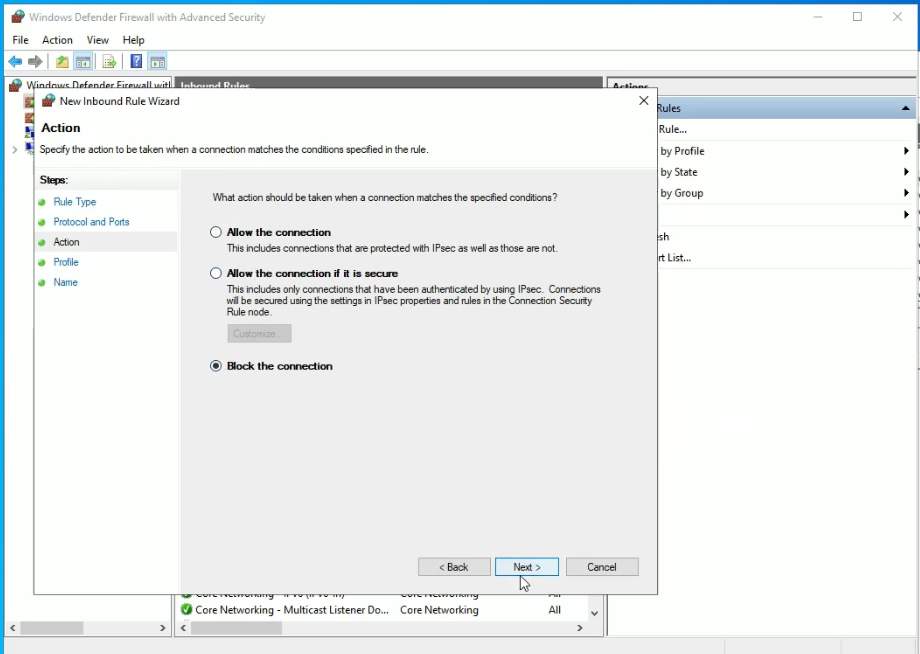 Windows Defender Firewall with Advanced Security
File Action View Help
Windows Defender Firewall with
Inbound Rules
Actions
New Inbound Rule Wizard
Rules
Action
Rule...
Specify the action to be taken when a connection matches the conditions specified in the rule.
by Profile
by State
by Group
Steps:
Rule Type
Protocol and Ports
Action
Profile
Name
What action should be taken when a connection matches the specified conditions?
Allow the connection
This includes connections that are protected with IPsec as well as those are not.
Allow the connection if it is secure
This includes only connections that have been authenticated by using IPsec. Connections
will be secured using the settings in IPsec properties and rules in the Connection Security
Rule node.
Customize...
Block the connection
esh
rt List...
< Back
Next >
Cancel
Core Networking - IPv6 (IPv6-In) Core Networking All
Core Networking - Multicast Listener Do... Core Networking All